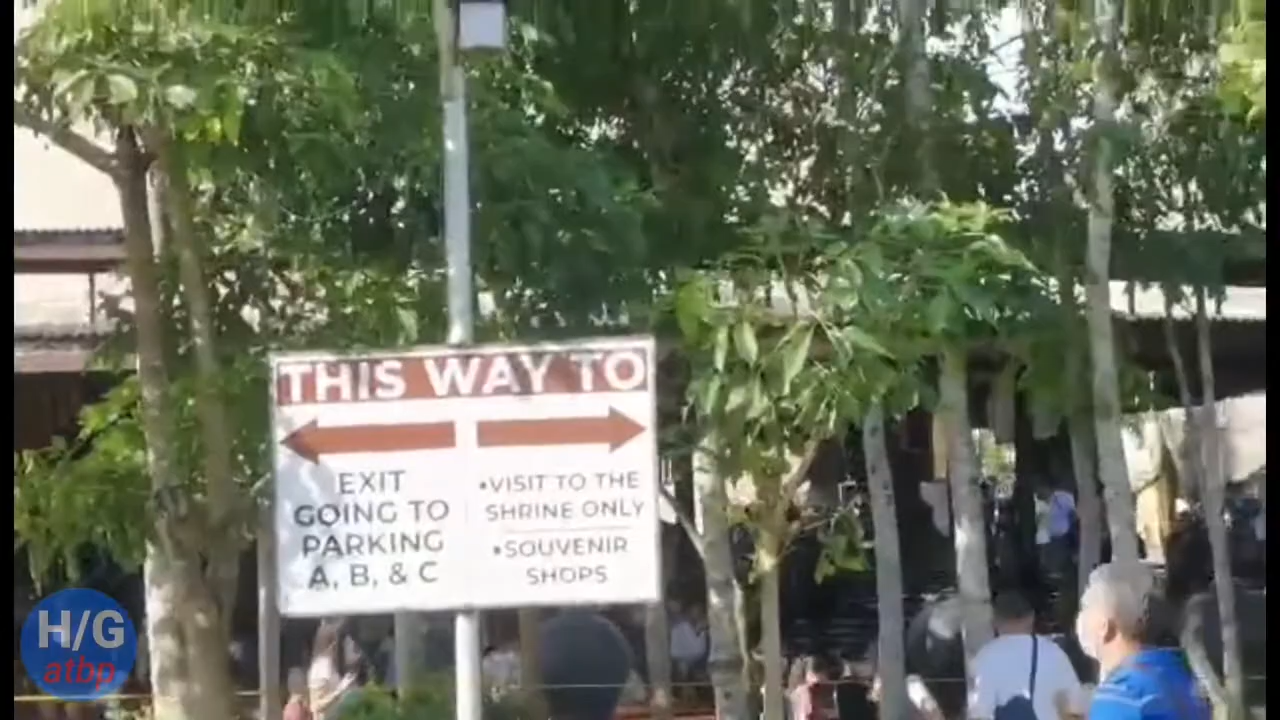 THIS WAY TO
EXIT
GOING TO
PARKING
A, B, & C
•VISIT TO THE
SHRINE ONLY
•SOUVENIR
SHOPS
H/G
atbp